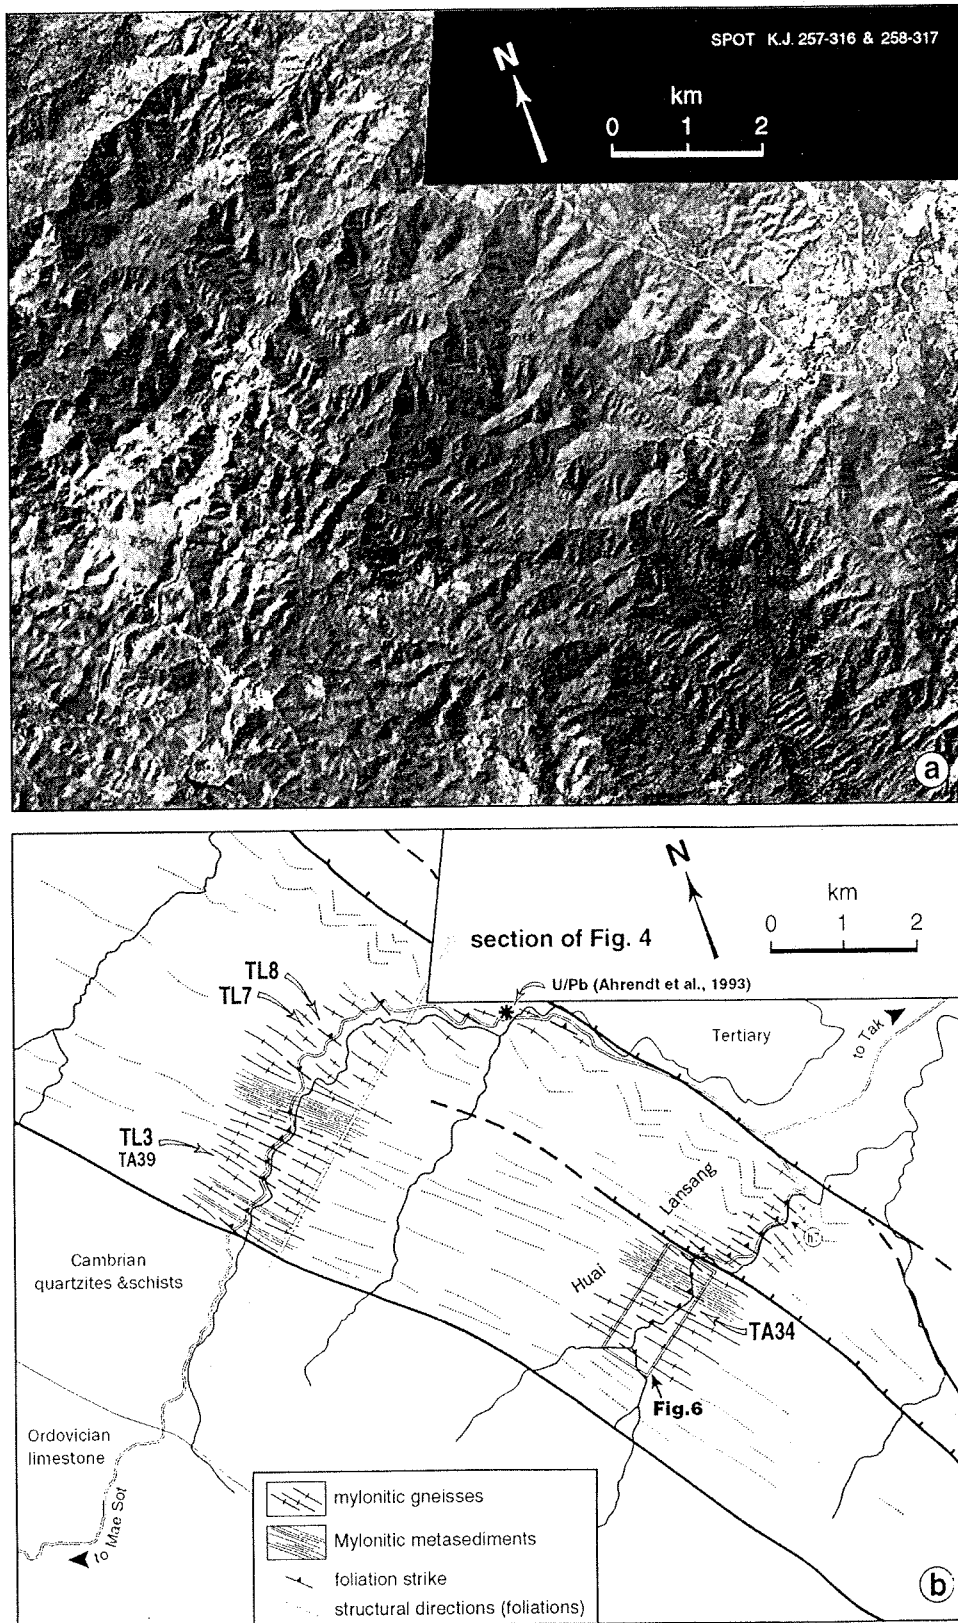 SPOT K.J. 257-316 & 258-317
N
km
0 1 2
a
N
km
0 1 2
section of Fig. 4
U/Pb (Ahrendt et al., 1993)
TL8
TL7
Tertiary
to Tak
TL3
TA39
Lansang
Huai
Cambrian
quartzites &schists
TA34
Fig.6
Ordovician
limestone
to Mae Sot
mylonitic gneisses
Mylonitic metasediments
foliation strike
structural directions (foliations)
b